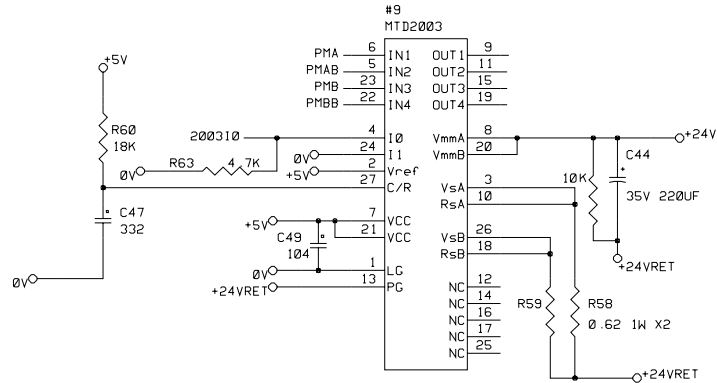 #9
MTD2003
PMA 6 IN1 OUT1 9
PMAB 5 IN2 OUT2 11
PMB 23 IN3 OUT3 15
PMBB 22 IN4 OUT4 19
+5V
R60
18K
2003I0 4 I0 VmmA 8 +24V
0V 24 I1 VmmB 20
0V R63 4.7K +5V 2 Vref
27 C/R VsA 3
RsA 10
10K
C44
+
35V 220UF
+24VRET
C47
332
+5V 7 VCC VsB 26
21 VCC RsB 18
C49
104
0V 1 LG
+24VRET 13 PG
0V
NC 12
NC 14
NC 16
NC 17
NC 25
R59
R58
0.62 1W X2
+24VRET